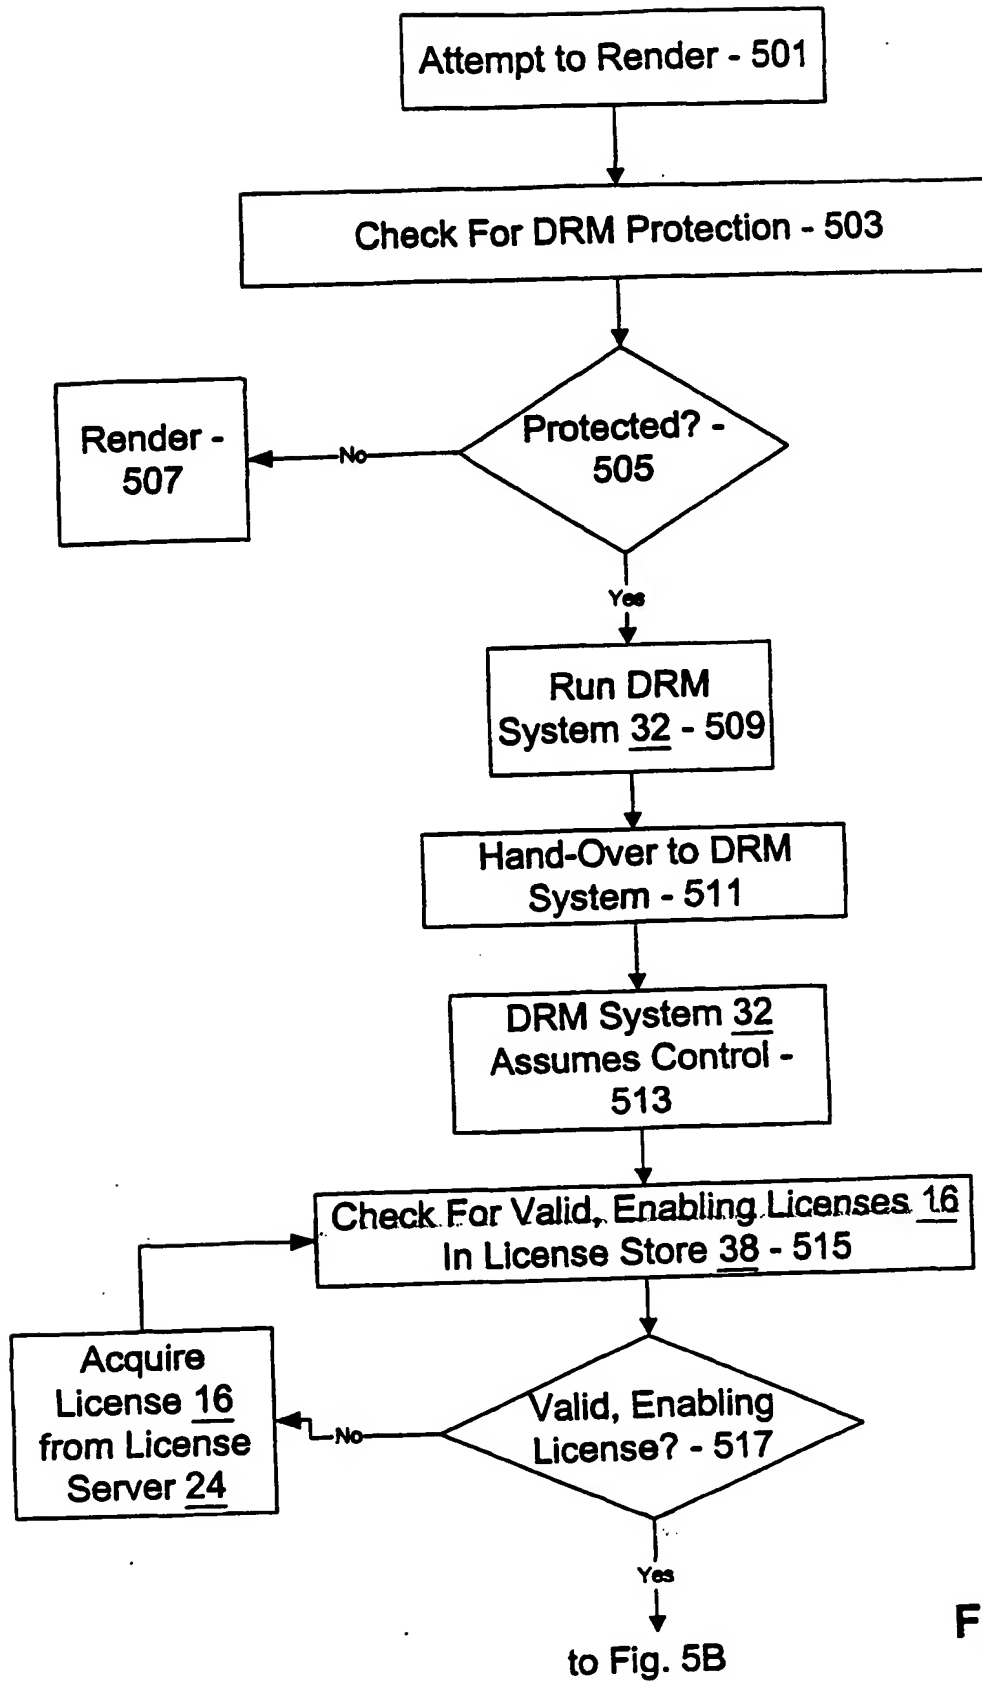 Attempt to Render - 501
Check For DRM Protection - 503
Protected? -
505
No
Render -
507
Yes
Run DRM
System 32 - 509
Hand-Over to DRM
System - 511
DRM System 32
Assumes Control -
513
Check For Valid, Enabling Licenses 16
In License Store 38 - 515
Valid, Enabling
License? - 517
No
Acquire
License 16
from License
Server 24
Yes
to Fig. 5B
F